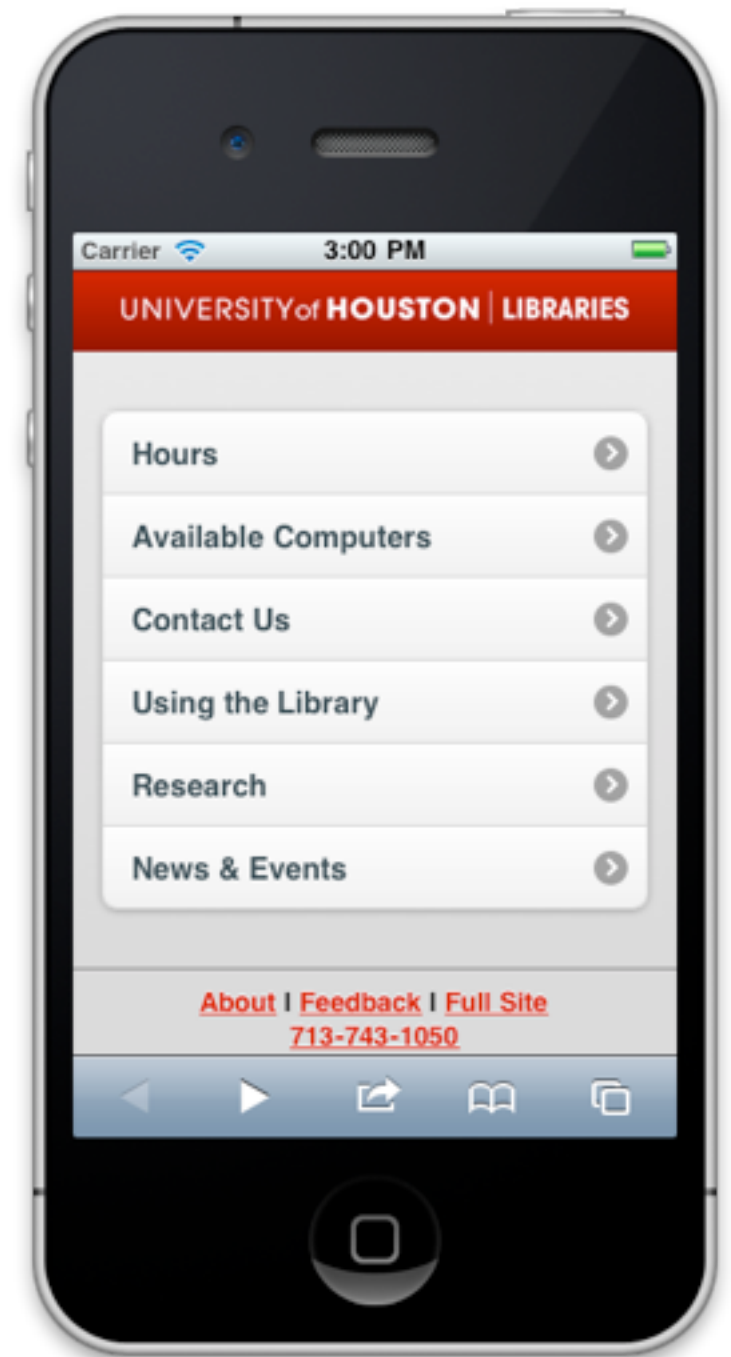 Carrier 3:00 PM
UNIVERSITYof HOUSTON | LIBRARIES
Hours
Available Computers
Contact Us
Using the Library
Research
News & Events
About | Feedback | Full Site
713-743-1050